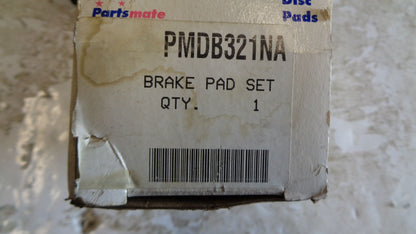 Partsmate
Disc
Pads
PMDB321NA
BRAKE PAD SET
QTY. 1